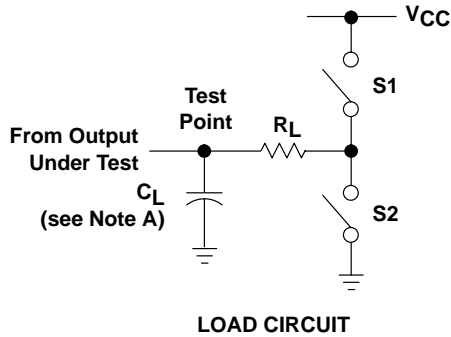 VCC
S1
Test
Point
RL
From Output
Under Test
CL
(see Note A)
S2
LOAD CIRCUIT